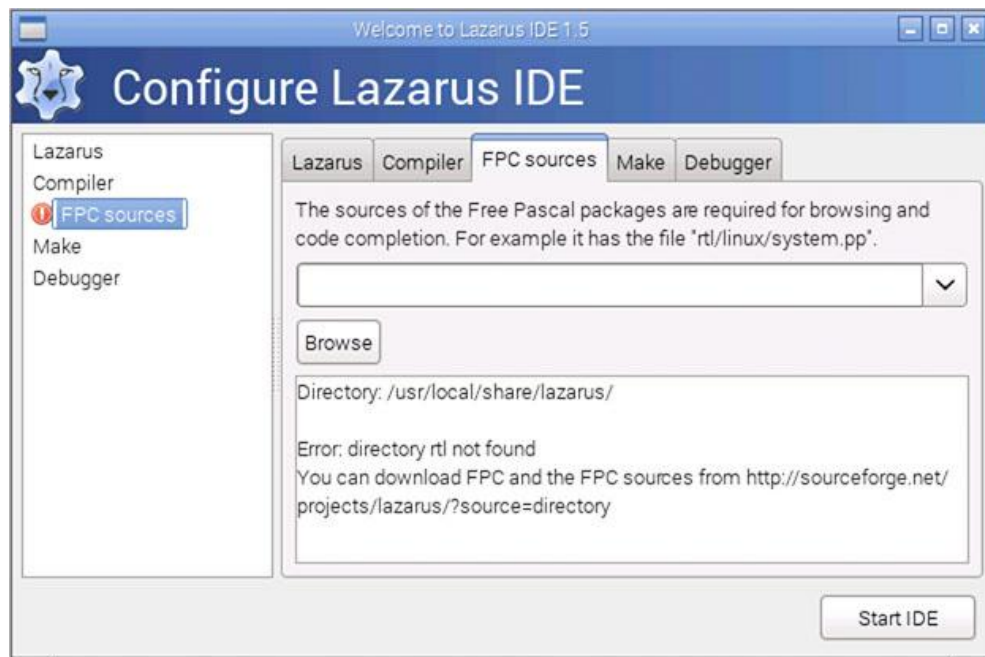 Welcome to Lazarus IDE 1.5
Configure Lazarus IDE
Lazarus
Compiler
FPC sources
Make
Debugger
Lazarus Compiler FPC sources Make Debugger
The sources of the Free Pascal packages are required for browsing and
code completion. For example it has the file "rtl/linux/system.pp".
Browse
Directory: /usr/local/share/lazarus/
Error: directory rtl not found
You can download FPC and the FPC sources from http://sourceforge.net/
projects/lazarus/?source=directory
Start IDE